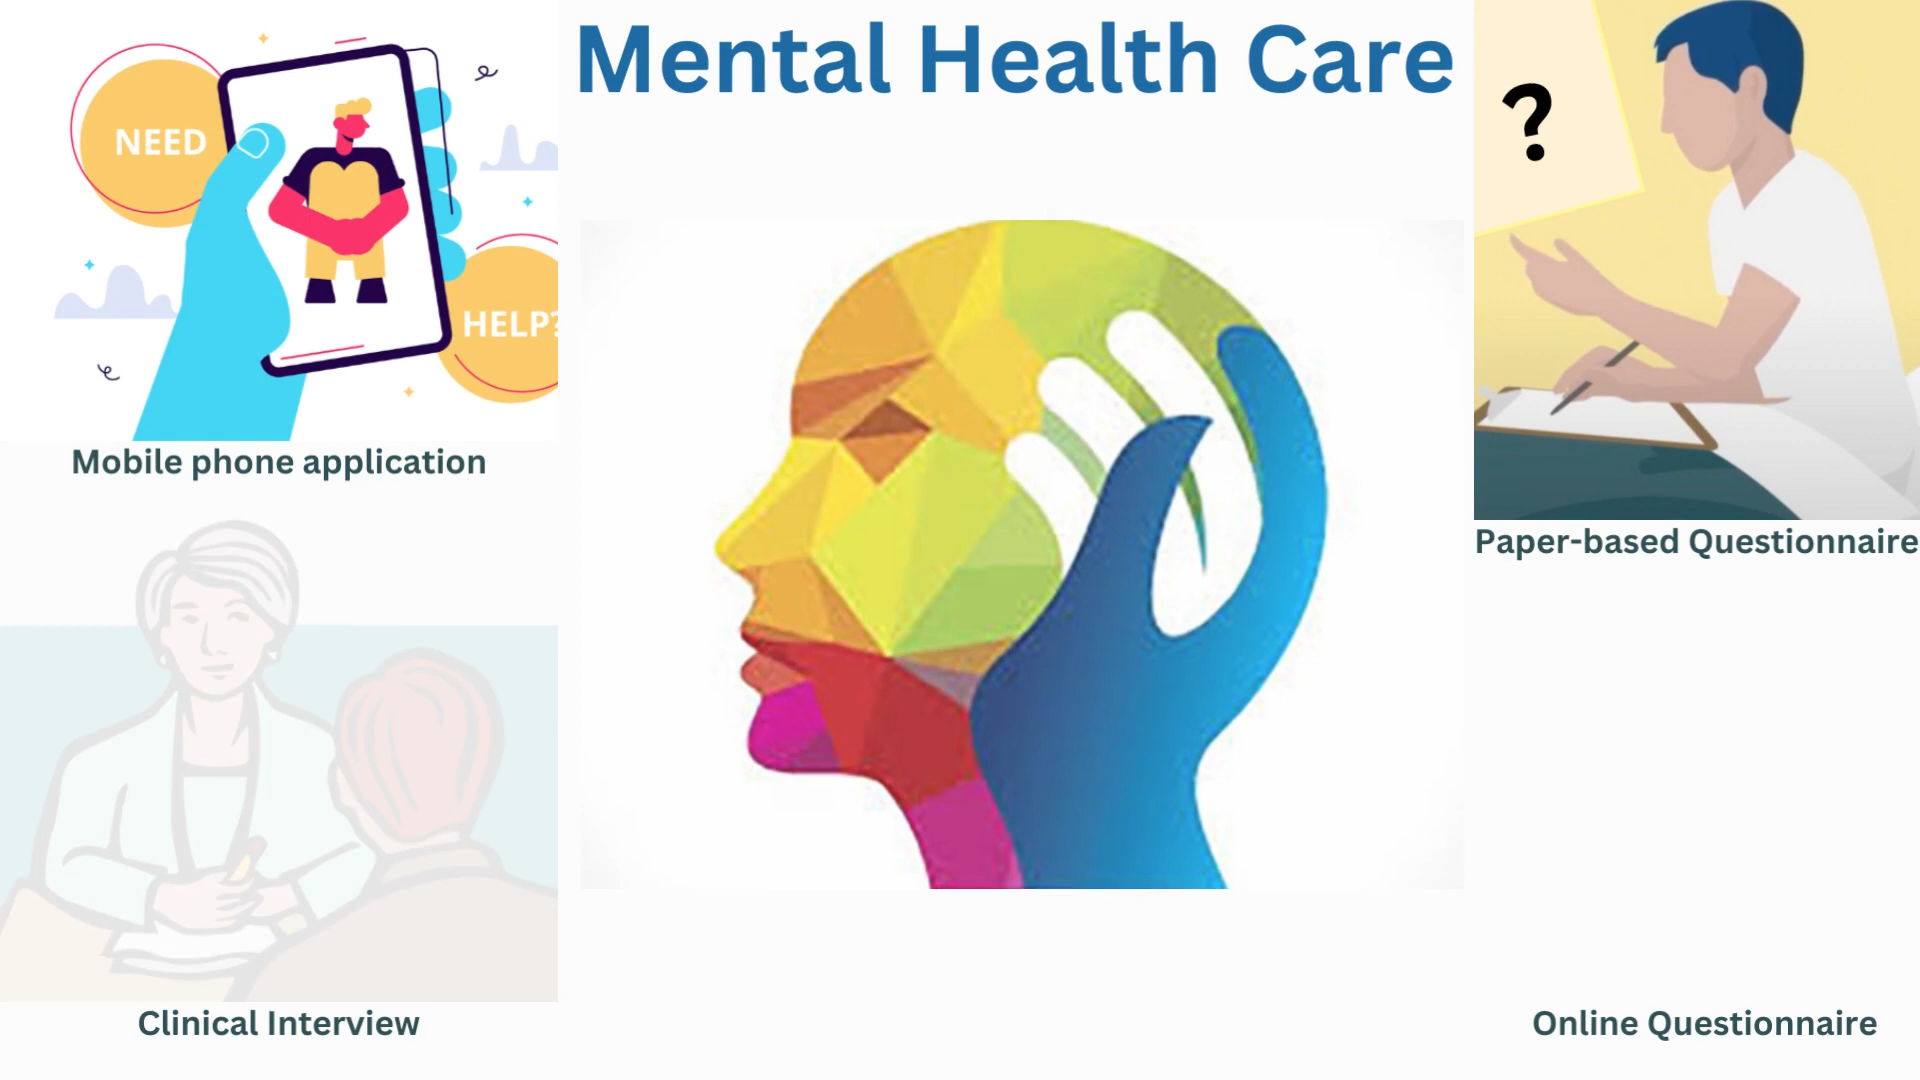 Mental Health Care
NEED
HELP?
?
Mobile phone application
Paper-based Questionnaire
Clinical Interview
Online Questionnaire